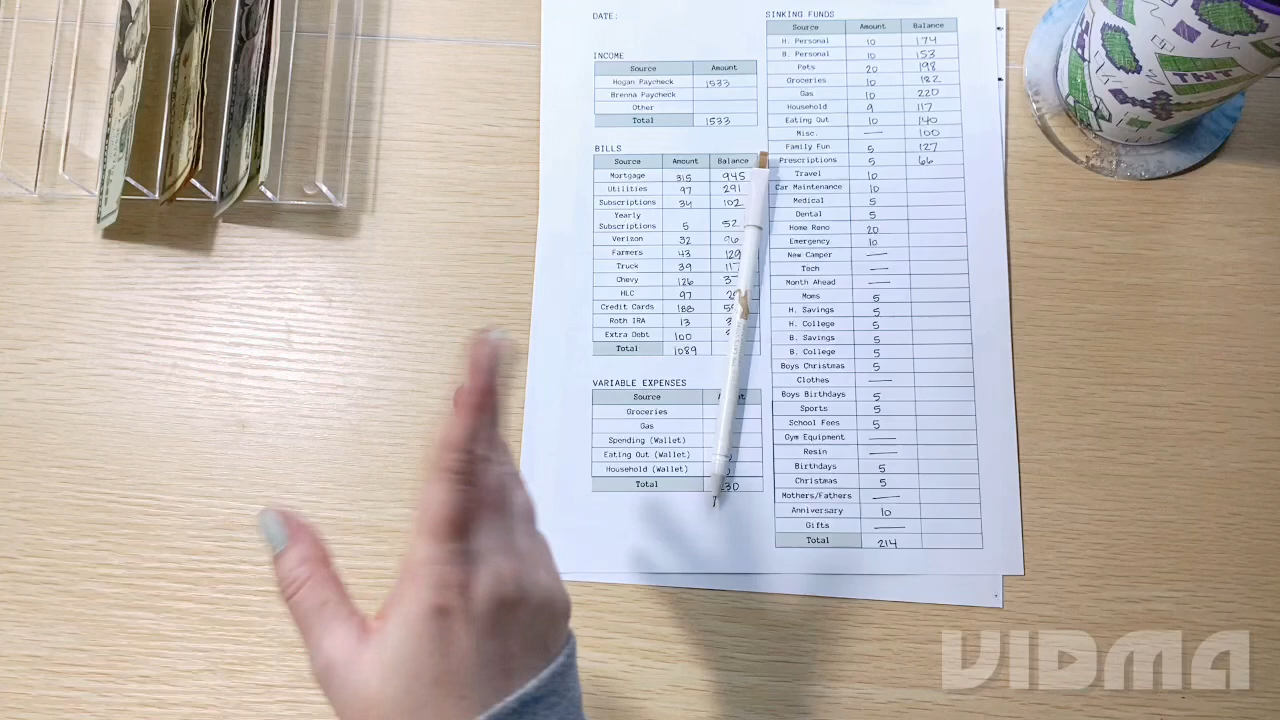 DATE:
INCOME
Source Amount
Hogan Paycheck 1533
Brenna Paycheck
Other
Total 1533
BILLS
Source Amount Balance
Mortgage 315 945
Utilities 97 291
Subscriptions 34 102
Yearly Subscriptions 5 52
Verizon 32 96
Farmers 43 129
Truck 39 117
Chevy 126
HLC 97
Credit Cards 188
Roth IRA 13
Extra Debt 100
Total 1089
VARIABLE EXPENSES
Source
Groceries
Gas
Spending (Wallet)
Eating Out (Wallet)
Household (Wallet)
Total
SINKING FUNDS
Source Amount Balance
H. Personal 10 174
B. Personal 10 153
Pets 20 198
Groceries 10 182
Gas 10 220
Household 9 117
Eating Out 10 140
Misc. — 100
Family Fun 5 127
Prescriptions 5 66
Travel 10
Car Maintenance 10
Medical 5
Dental 5
Home Reno 20
Emergency 10
New Camper —
Tech —
Month Ahead —
Moms 5
H. Savings 5
H. College 5
B. Savings 5
B. College 5
Boys Christmas 5
Clothes —
Boys Birthdays 5
Sports 5
School Fees 5
Gym Equipment —
Resin —
Birthdays 5
Christmas 5
Mothers/Fathers —
Anniversary 10
Gifts —
Total 214
TNT
VIDMA